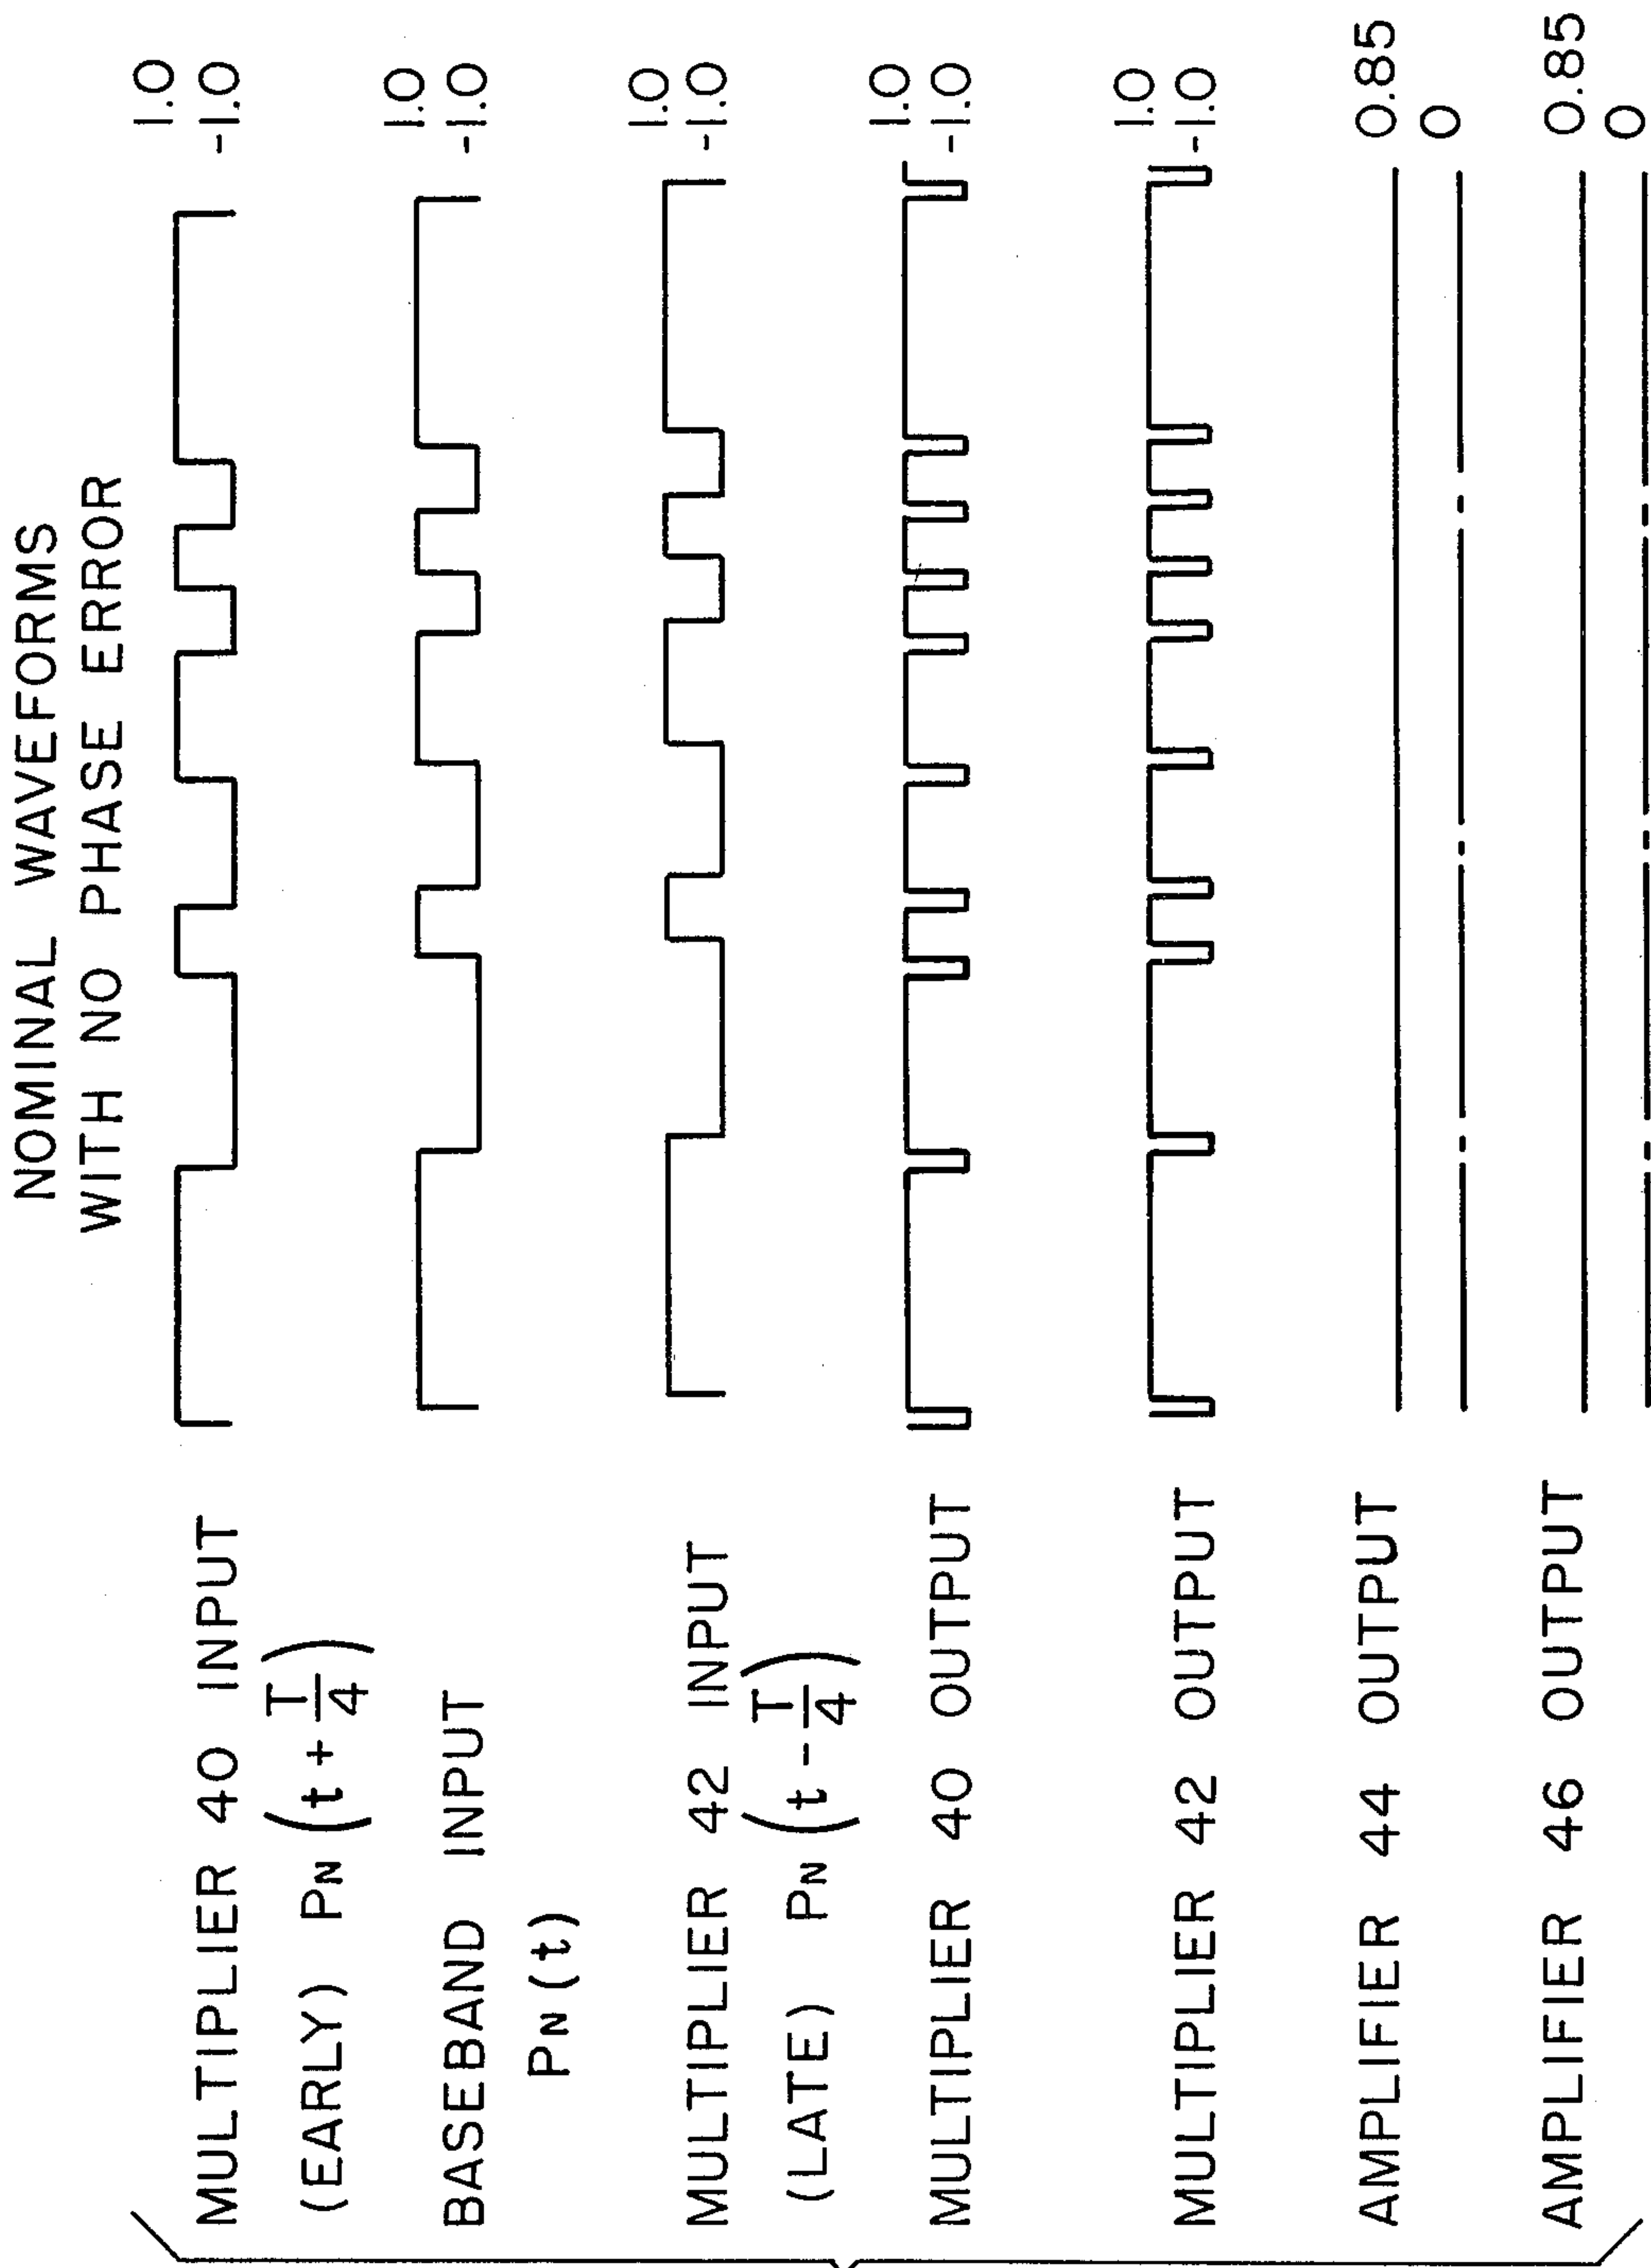 NOMINAL WAVEFORMS
WITH NO PHASE ERROR
MULTIPLIER 40 INPUT
(EARLY) PN (t + T/4)
1.0
-1.0
BASEBAND INPUT
PN (t)
1.0
-1.0
MULTIPLIER 42 INPUT
(LATE) PN (t - T/4)
1.0
-1.0
MULTIPLIER 40 OUTPUT
1.0
-1.0
MULTIPLIER 42 OUTPUT
1.0
-1.0
AMPLIFIER 44 OUTPUT
0.85
0
AMPLIFIER 46 OUTPUT
0.85
0